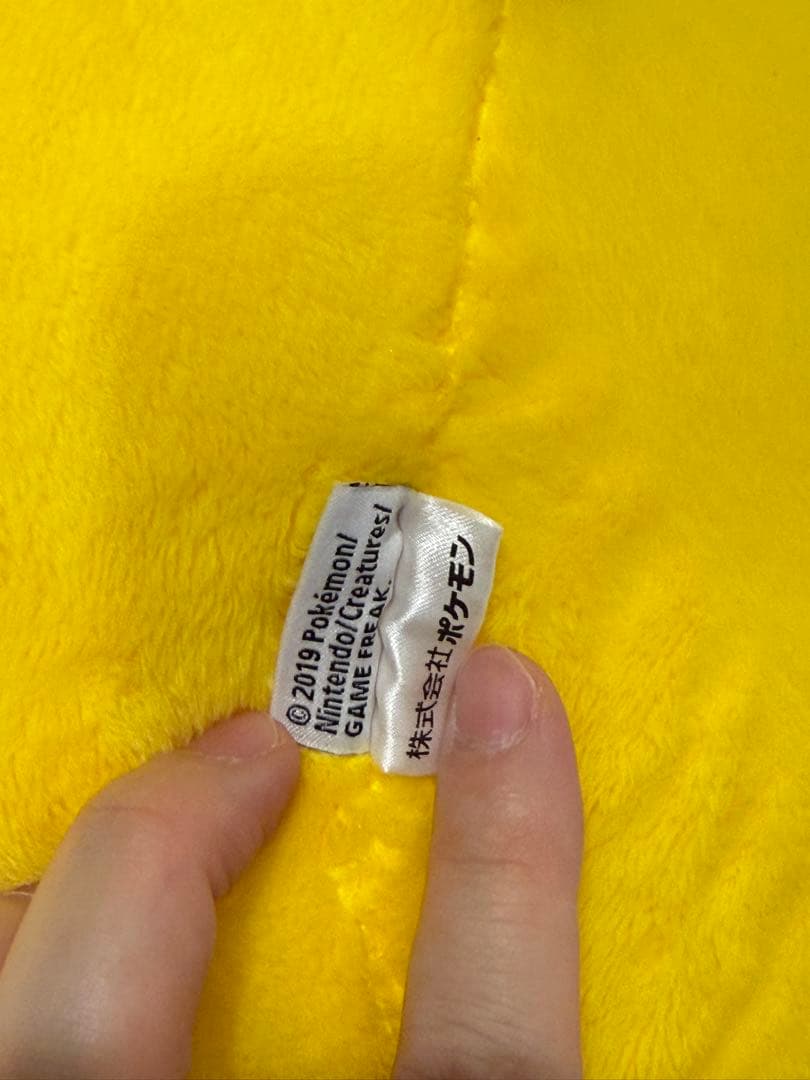 © 2019 Pokémon/
Nintendo/Creatures/
GAME FREAK.
株式会社ポケモン